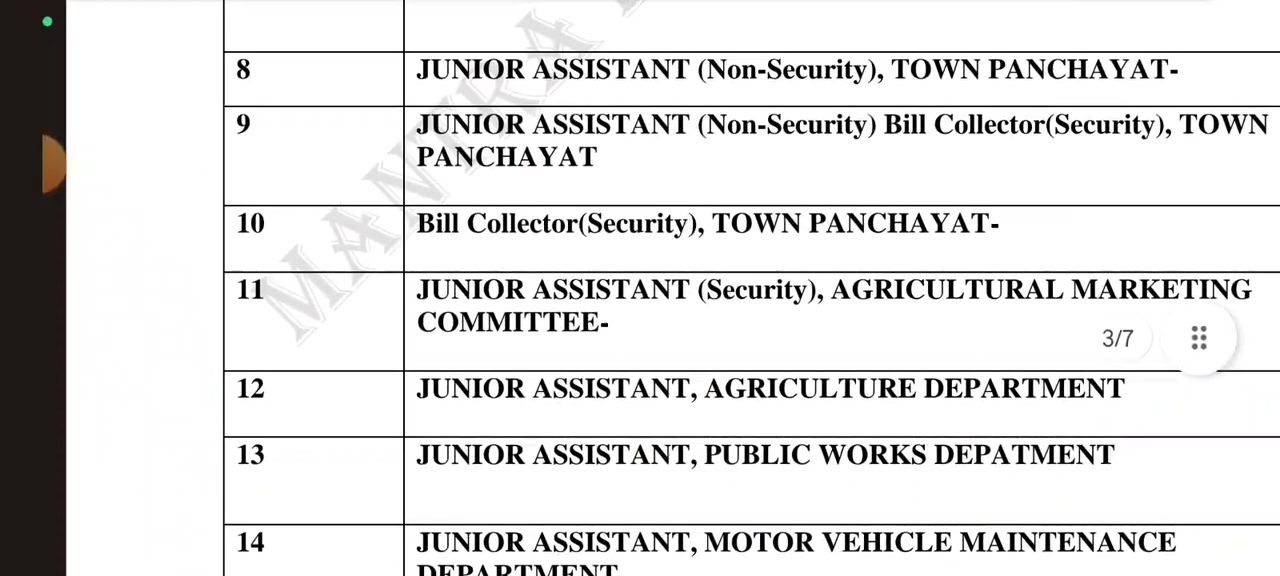 8 JUNIOR ASSISTANT (Non-Security), TOWN PANCHAYAT-
9 JUNIOR ASSISTANT (Non-Security) Bill Collector(Security), TOWN
PANCHAYAT
10 Bill Collector(Security), TOWN PANCHAYAT-
11 JUNIOR ASSISTANT (Security), AGRICULTURAL MARKETING
COMMITTEE-
3/7
12 JUNIOR ASSISTANT, AGRICULTURE DEPARTMENT
13 JUNIOR ASSISTANT, PUBLIC WORKS DEPATMENT
14 JUNIOR ASSISTANT, MOTOR VEHICLE MAINTENANCE
DEPARTMENT
MANTRA